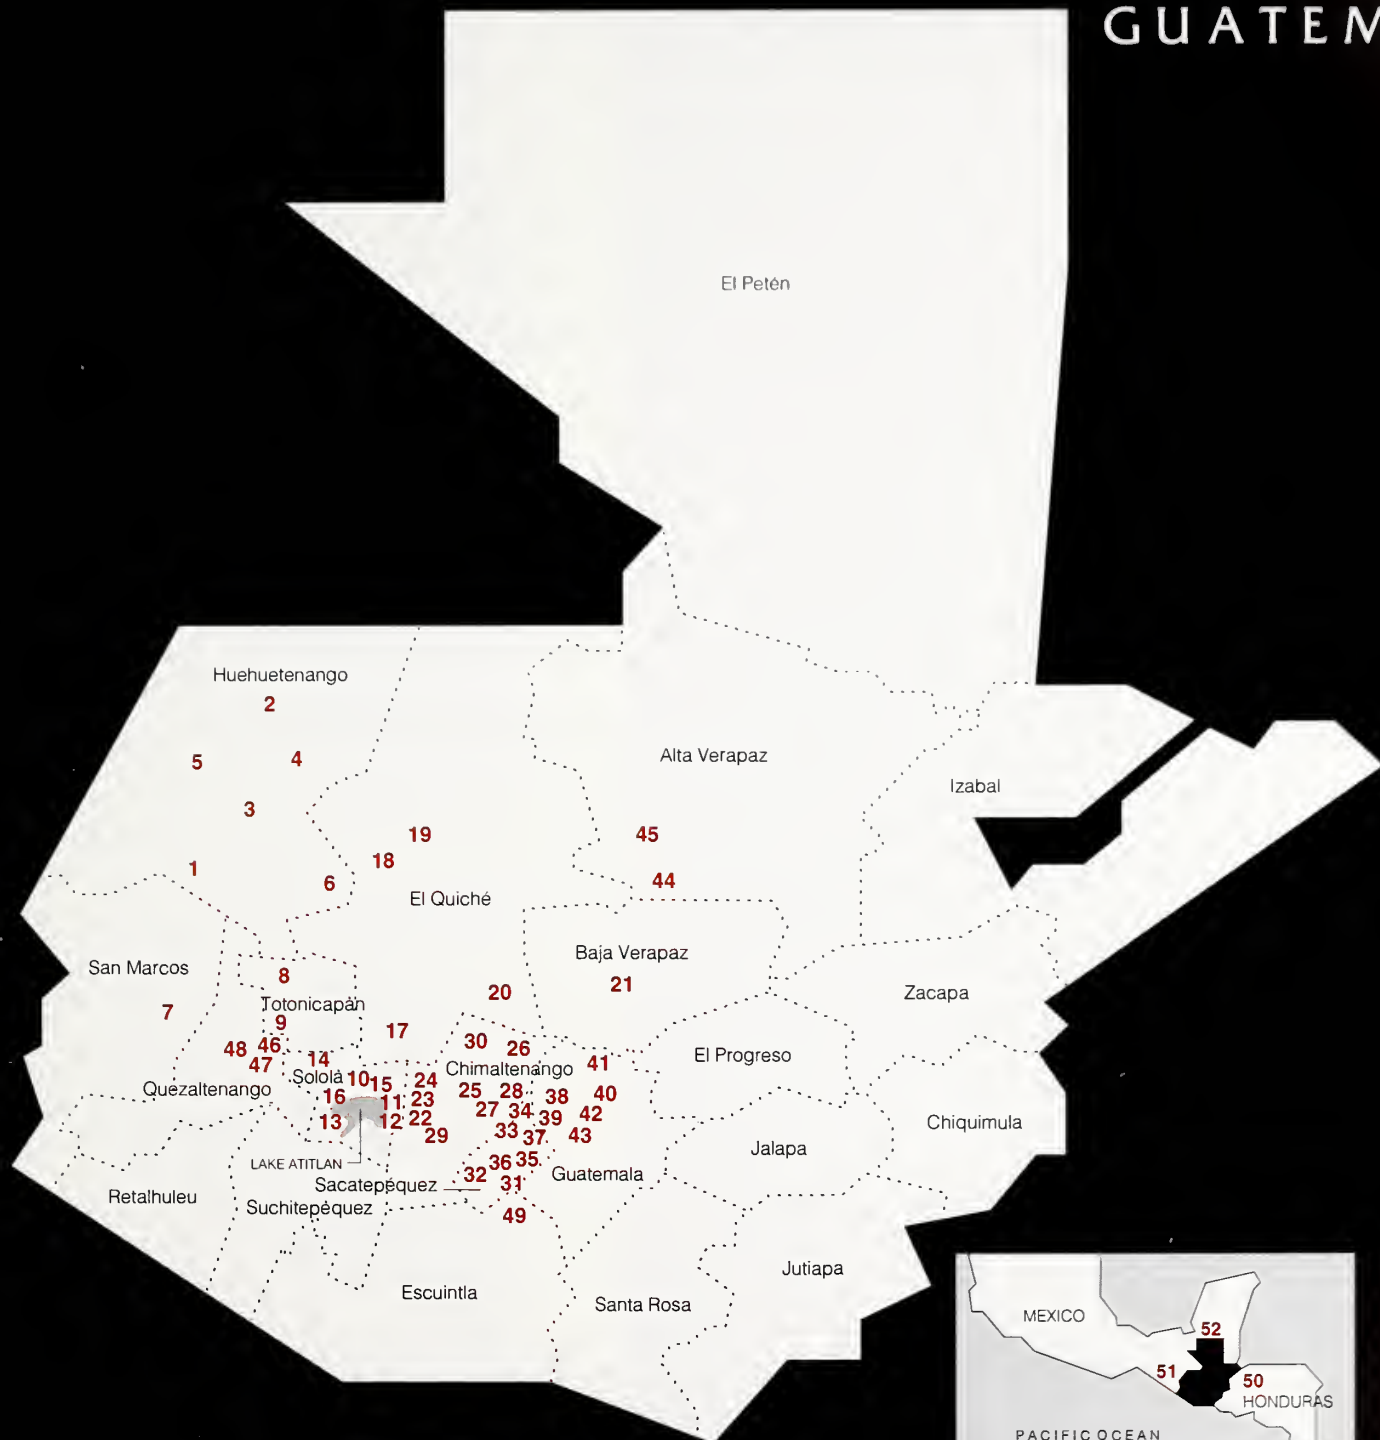 GUATEM
El Petén
Huehuetenango
2
5
4
3
1
6
Alta Verapaz
Izabal
19
18
45
44
El Quiché
San Marcos
7
8
Totonicapàn
9
48
46
47
Quezaltenango
Baja Verapaz
21
20
17
Zacapa
El Progreso
30
26
Chimaltenango
41
14
Sololà
10
15
24
25
28
38
40
16
11
23
27
34
39
42
13
12
22
29
33
37
43
Chiquimula
Jalapa
LAKE ATITLAN
36
35
32
31
Guatemala
Sacatepéquez
Retalhuleu
Suchitepèquez
49
Escuintla
Santa Rosa
Jutiapa
MEXICO
52
51
50
HONDURAS
PACIFIC OCEAN